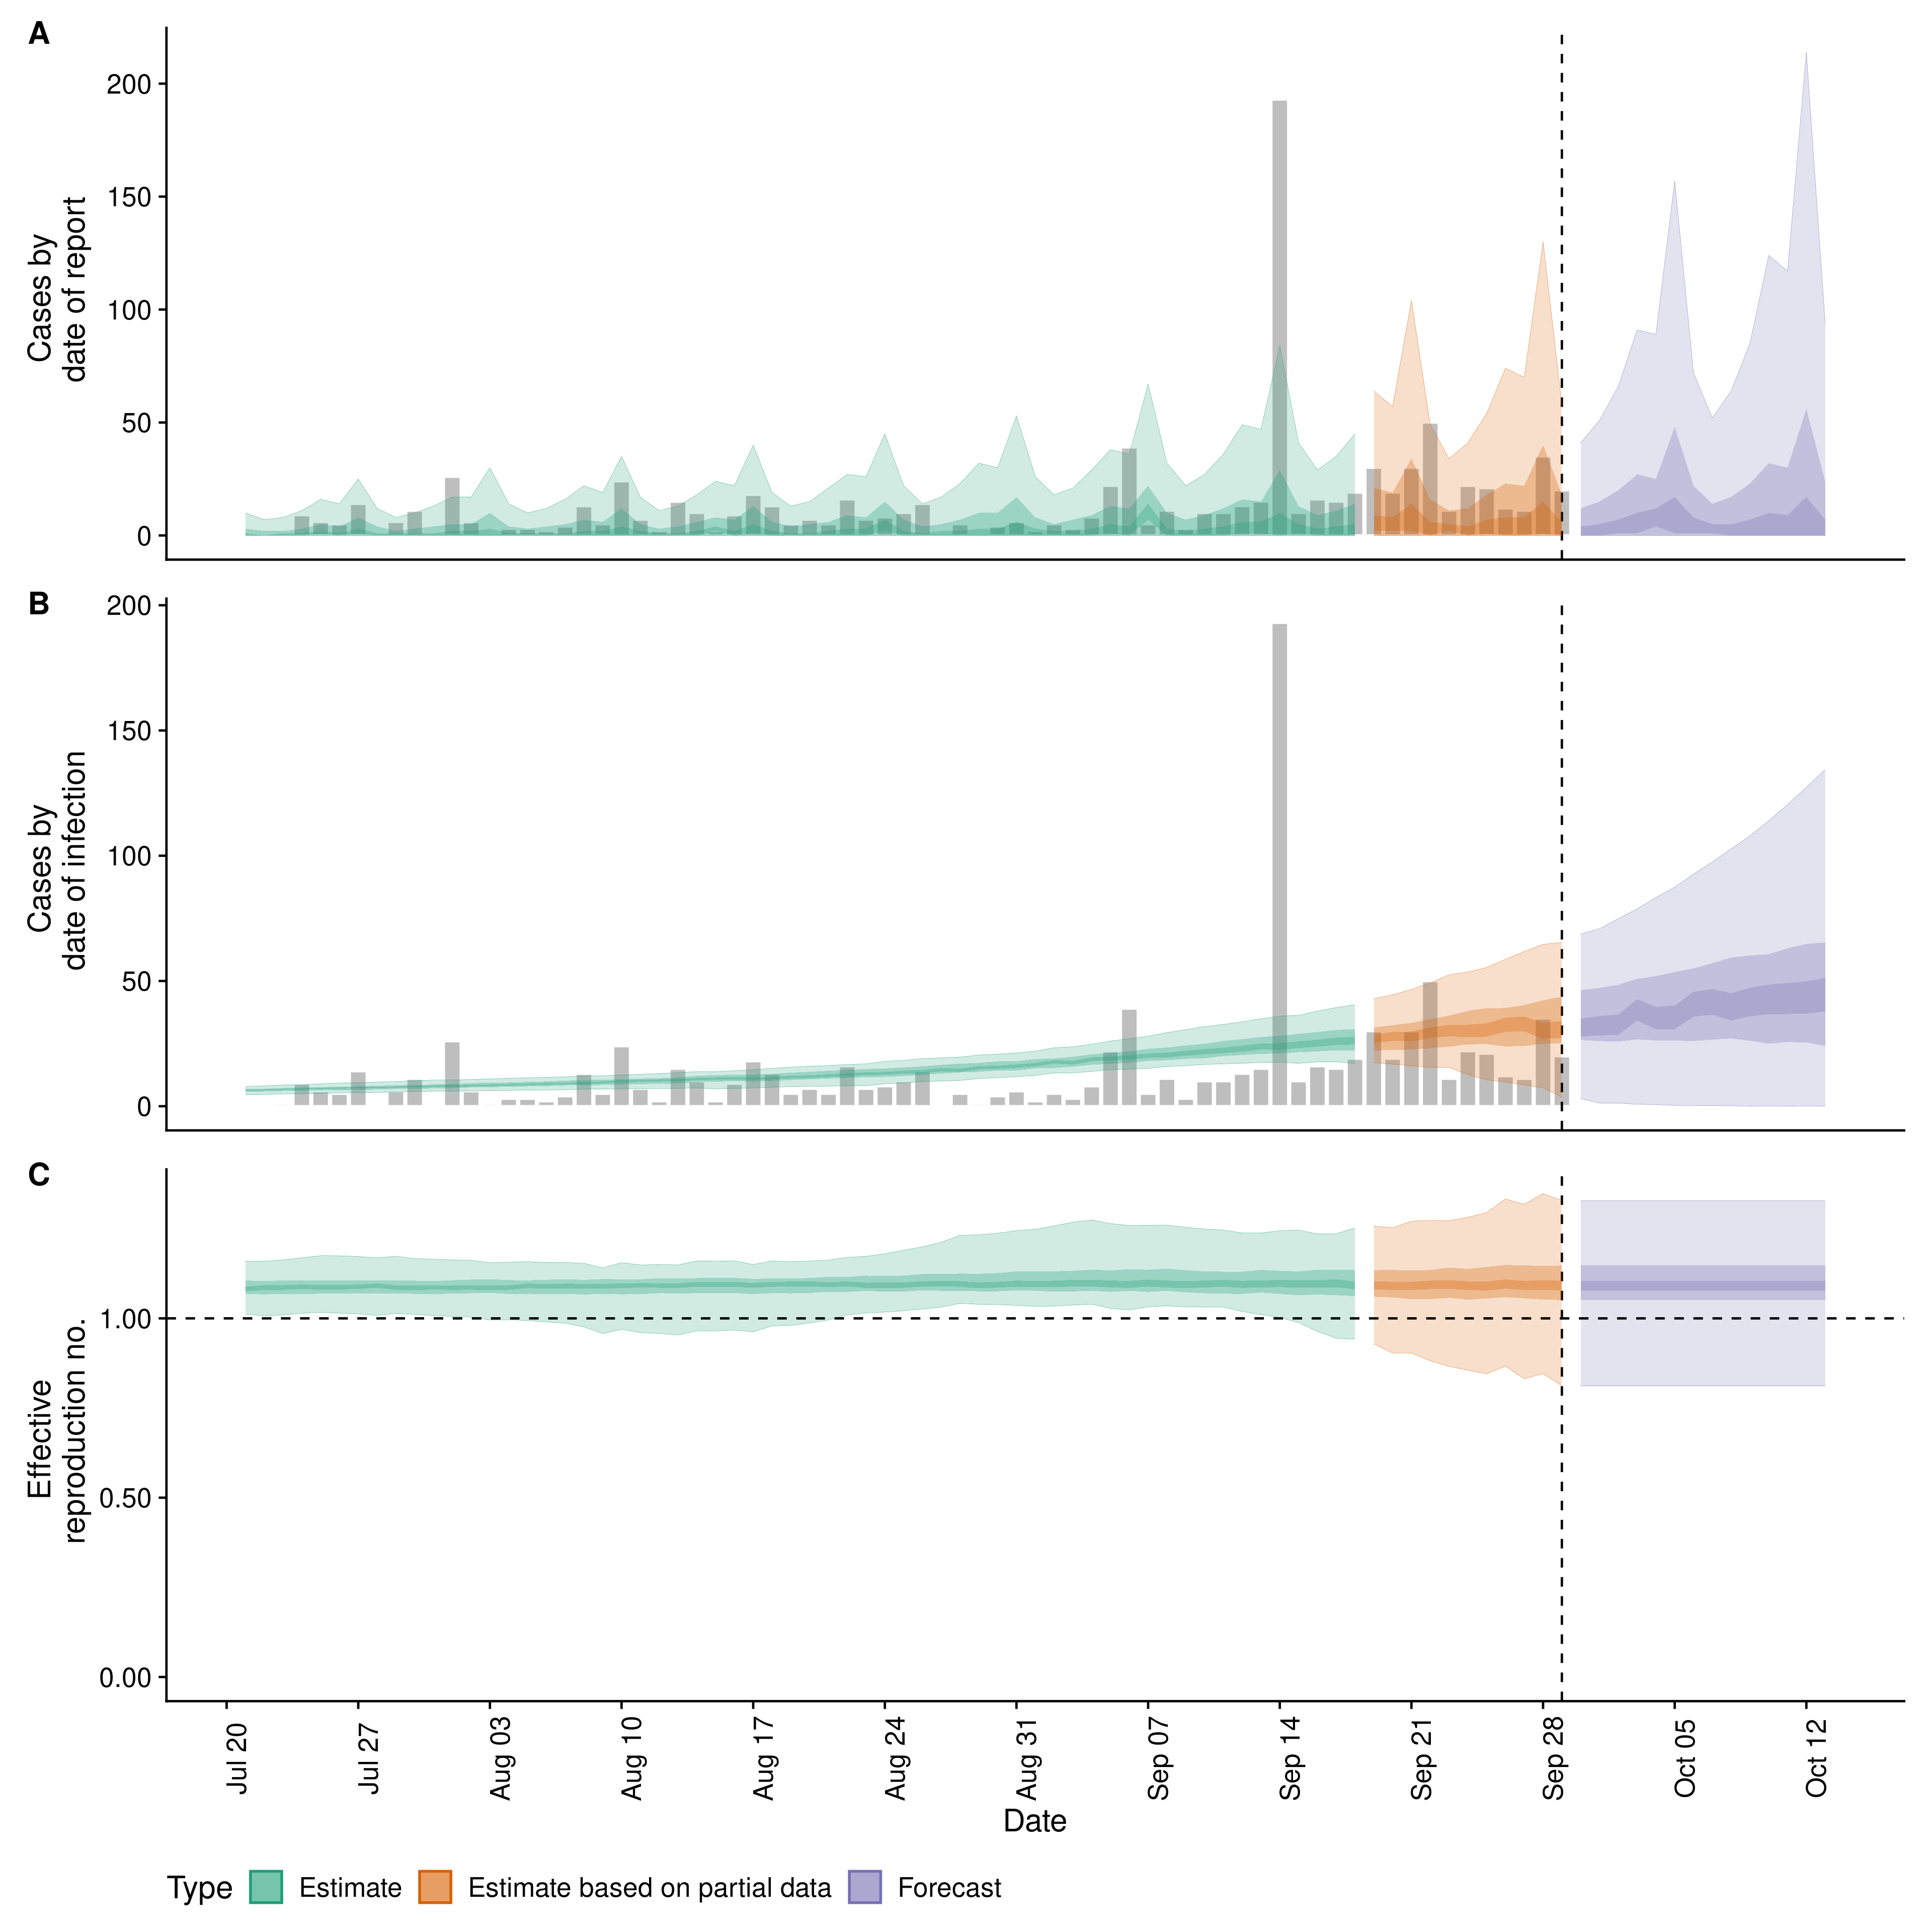 A
Cases by
date of report
200
150
100
50
0
B
Cases by
date of infection
200
150
100
50
0
C
Effective
reproduction no.
1.00
0.50
0.00
Jul 20
Jul 27
Aug 03
Aug 10
Aug 17
Aug 24
Aug 31
Sep 07
Sep 14
Sep 21
Sep 28
Oct 05
Oct 12
Date
Type
Estimate
Estimate based on partial data
Forecast